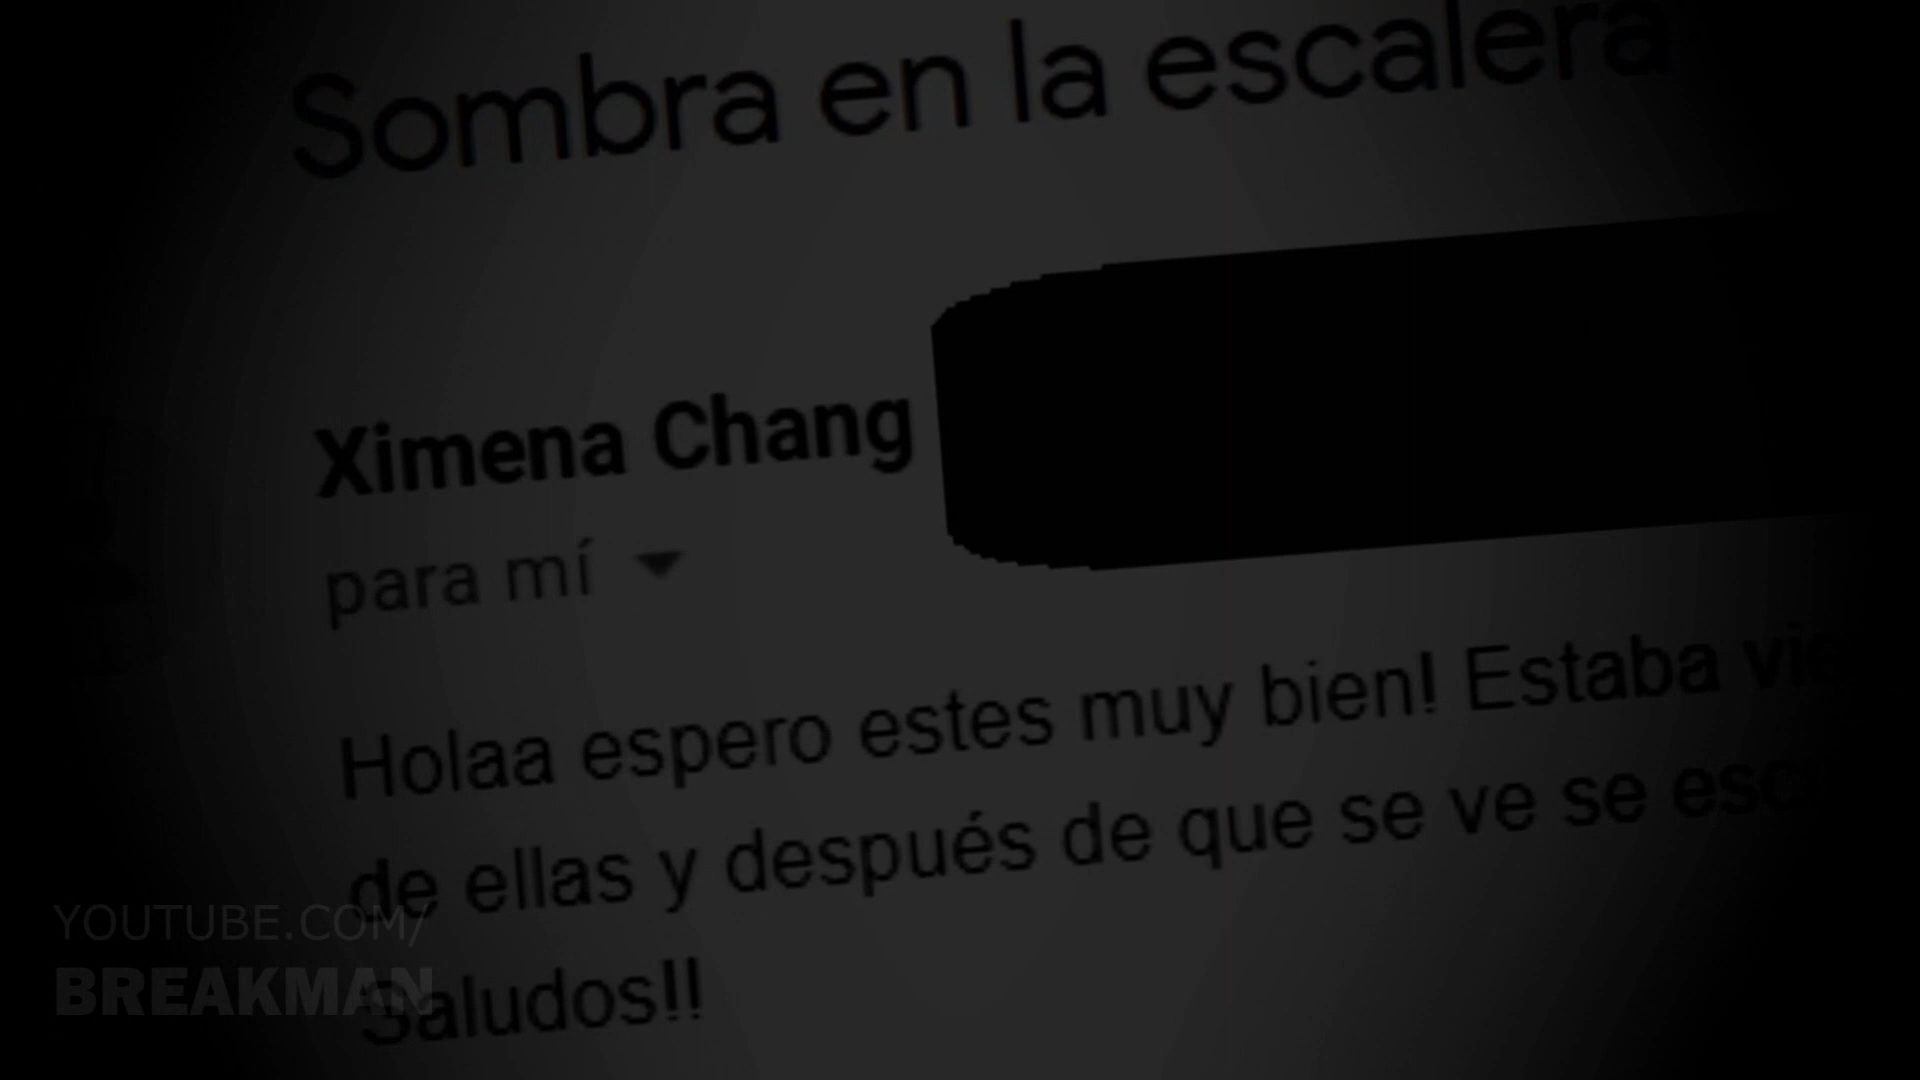 Sombra en la escalera
Ximena Chang
para mí
Holaa espero estes muy bien! Estaba
de ellas y después de que se ve se
Saludos!!
YOUTUBE.COM/
BREAKMAN